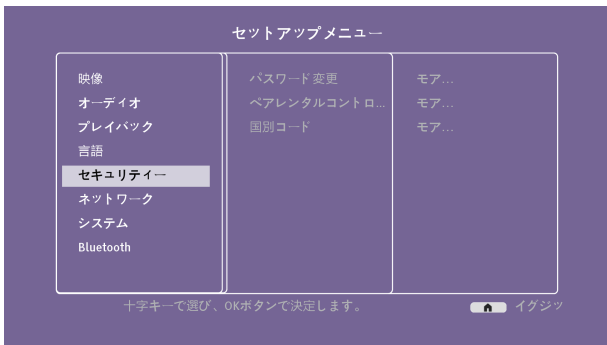 セットアップメニュー
映像
オーディオ
プレイバック
言語
セキュリティー
ネットワーク
システム
Bluetooth
パスワード変更
ペアレンタルコントロ...
国別コード
モア...
モア...
モア...
十字キーで選び、OKボタンで決定します。
イグジッ